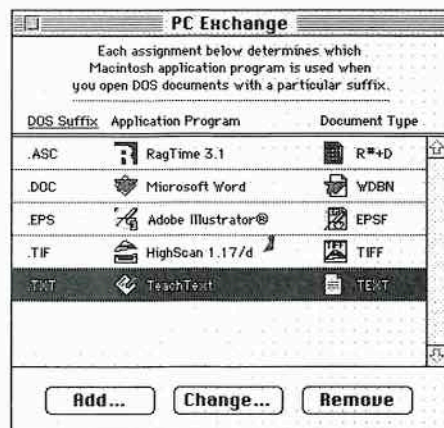 PC Exchange
Each assignment below determines which
Macintosh application program is used when
you open DOS documents with a particular suffix.
DOS Suffix Application Program Document Type
.ASC RagTime 3.1 R#+D
.DOC Microsoft Word WDBN
.EPS Adobe Illustrator® EPSF
.TIF HighScan 1.17/d TIFF
.TXT TeachText TEXT
Add... Change... Remove